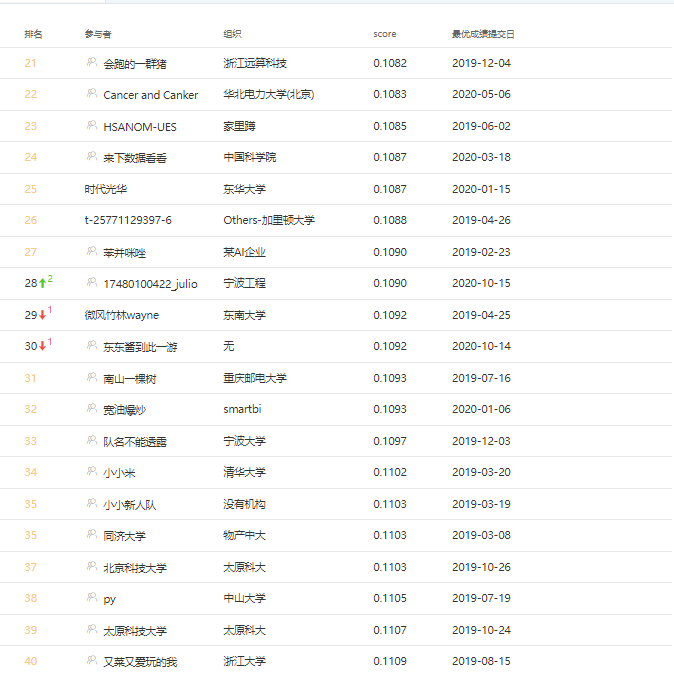 排名 参与者 组织 score 最优成绩提交日
21 会跑的一群猪 浙江远算科技 0.1082 2019-12-04
22 Cancer and Canker 华北电力大学(北京) 0.1083 2020-05-06
23 HSANOM-UES 家里蹲 0.1085 2019-06-02
24 来下数据看看 中国科学院 0.1087 2020-03-18
25 时代光华 东华大学 0.1087 2020-01-15
26 t-25771129397-6 Others-加里顿大学 0.1088 2019-04-26
27 苯并咪唑 某AI企业 0.1090 2019-02-23
28 2 17480100422_julio 宁波工程 0.1090 2020-10-15
29 1 微风竹林wayne 东南大学 0.1092 2019-04-25
30 1 东东酱到此一游 无 0.1092 2020-10-14
31 南山一棵树 重庆邮电大学 0.1093 2019-07-16
32 宽油爆炒 smartbi 0.1093 2020-01-06
33 队名不能透露 宁波大学 0.1097 2019-12-03
34 小小米 清华大学 0.1102 2019-03-20
35 小小新人队 没有机构 0.1103 2019-03-19
35 同济大学 物产中大 0.1103 2019-03-08
37 北京科技大学 太原科大 0.1103 2019-10-26
38 py 中山大学 0.1105 2019-07-19
39 太原科技大学 太原科大 0.1107 2019-10-24
40 又菜又爱玩的我 浙江大学 0.1109 2019-08-15